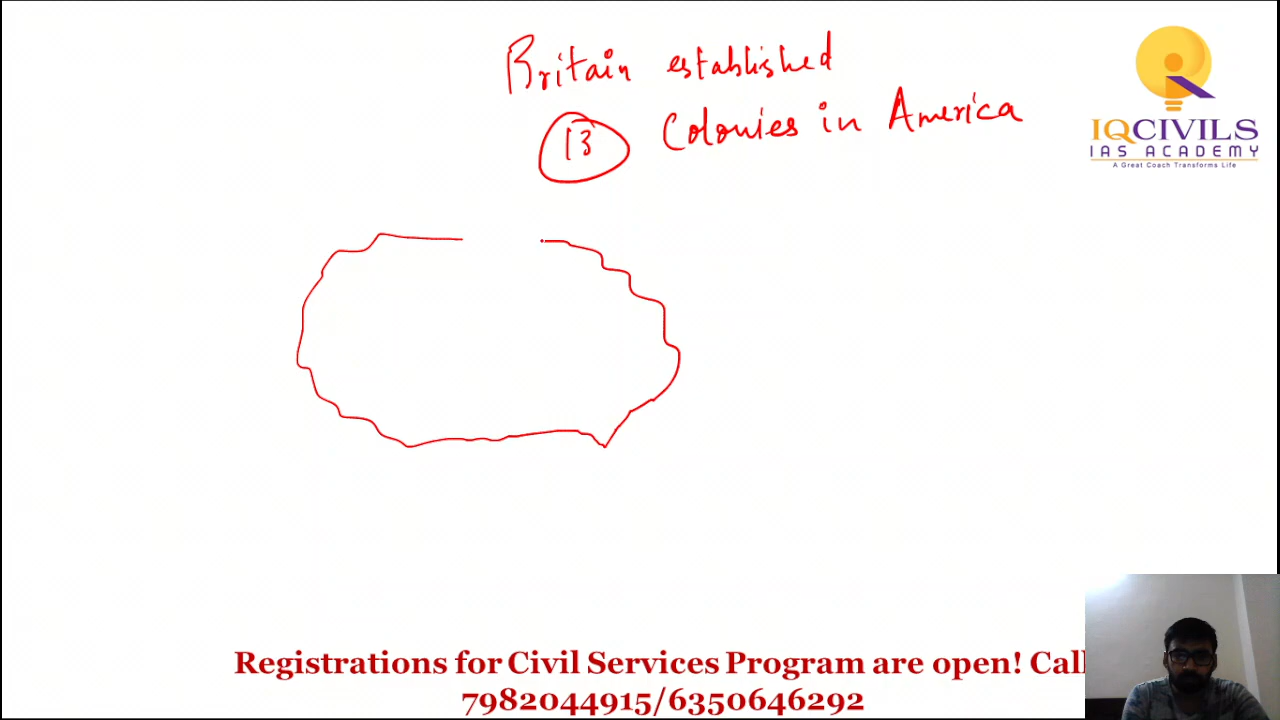 Britain established
13 Colonies in America
IQCIVILS
IAS ACADEMY
A Great Coach Transforms Life
Registrations for Civil Services Program are open! Call
7982044915/6350646292